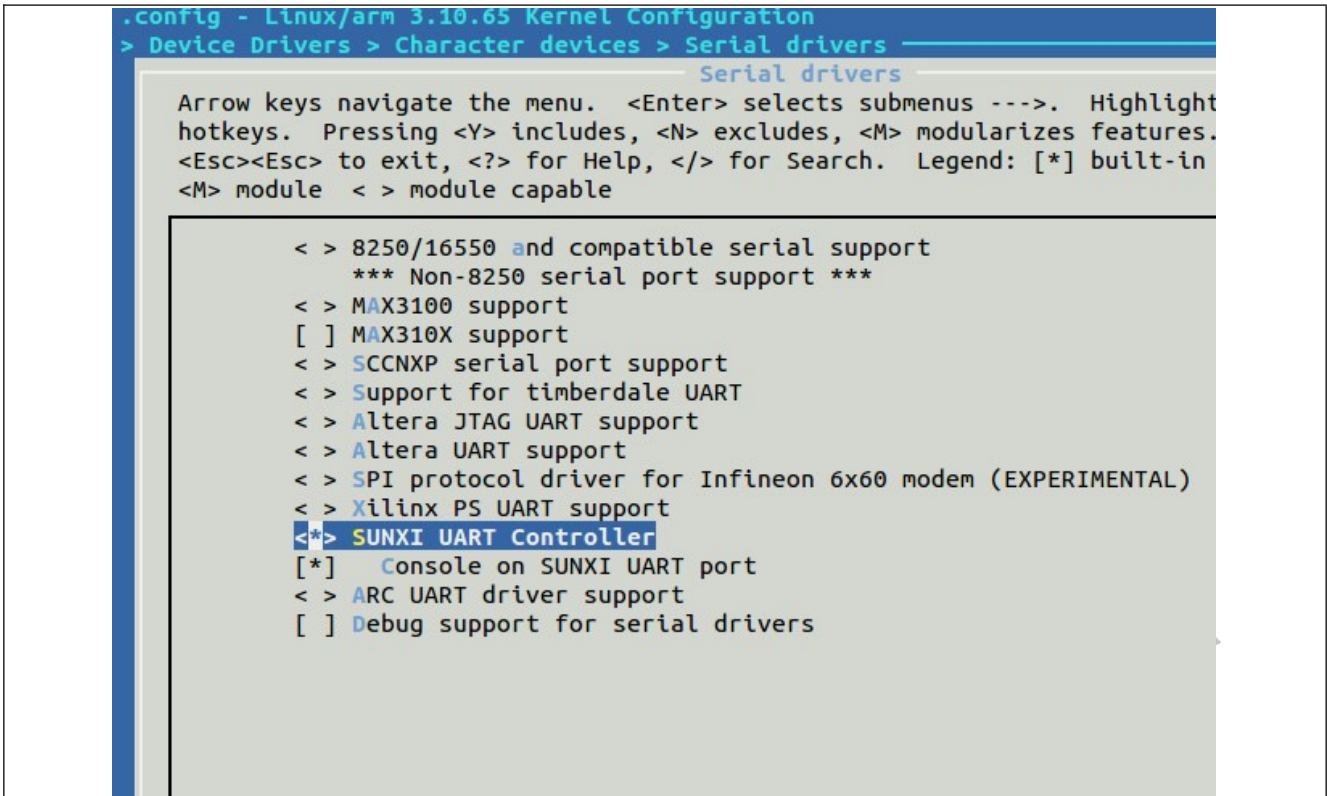 .config - Linux/arm 3.10.65 Kernel Configuration
> Device Drivers > Character devices > Serial drivers
Serial drivers
Arrow keys navigate the menu.  <Enter> selects submenus --->.  Highlight
hotkeys.  Pressing <Y> includes, <N> excludes, <M> modularizes features.
<Esc><Esc> to exit, <?> for Help, </> for Search.  Legend: [*] built-in
<M> module  < > module capable
< > 8250/16550 and compatible serial support
*** Non-8250 serial port support ***
< > MAX3100 support
[ ] MAX310X support
< > SCCNXP serial port support
< > Support for timberdale UART
< > Altera JTAG UART support
< > Altera UART support
< > SPI protocol driver for Infineon 6x60 modem (EXPERIMENTAL)
< > Xilinx PS UART support
<*> SUNXI UART Controller
[*]   Console on SUNXI UART port
< > ARC UART driver support
[ ] Debug support for serial drivers